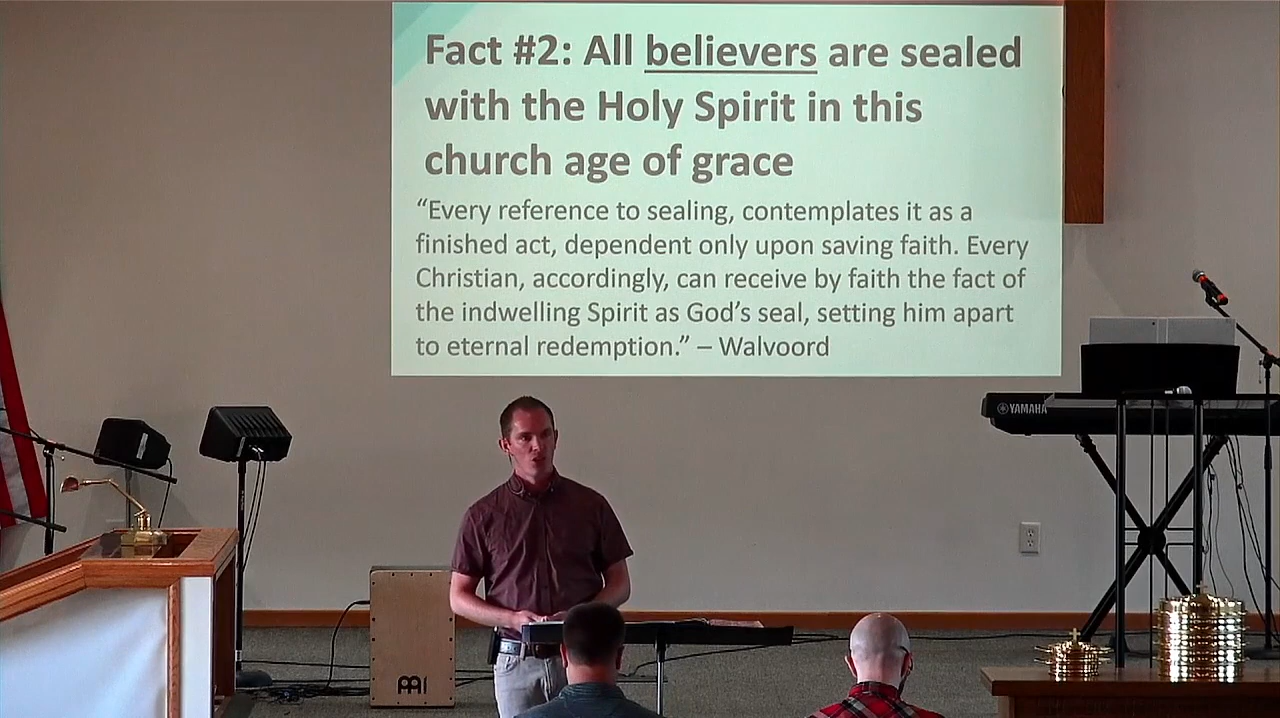 Fact #2: All believers are sealed
with the Holy Spirit in this
church age of grace
“Every reference to sealing, contemplates it as a
finished act, dependent only upon saving faith. Every
Christian, accordingly, can receive by faith the fact of
the indwelling Spirit as God’s seal, setting him apart
to eternal redemption.” – Walvoord
YAMAHA